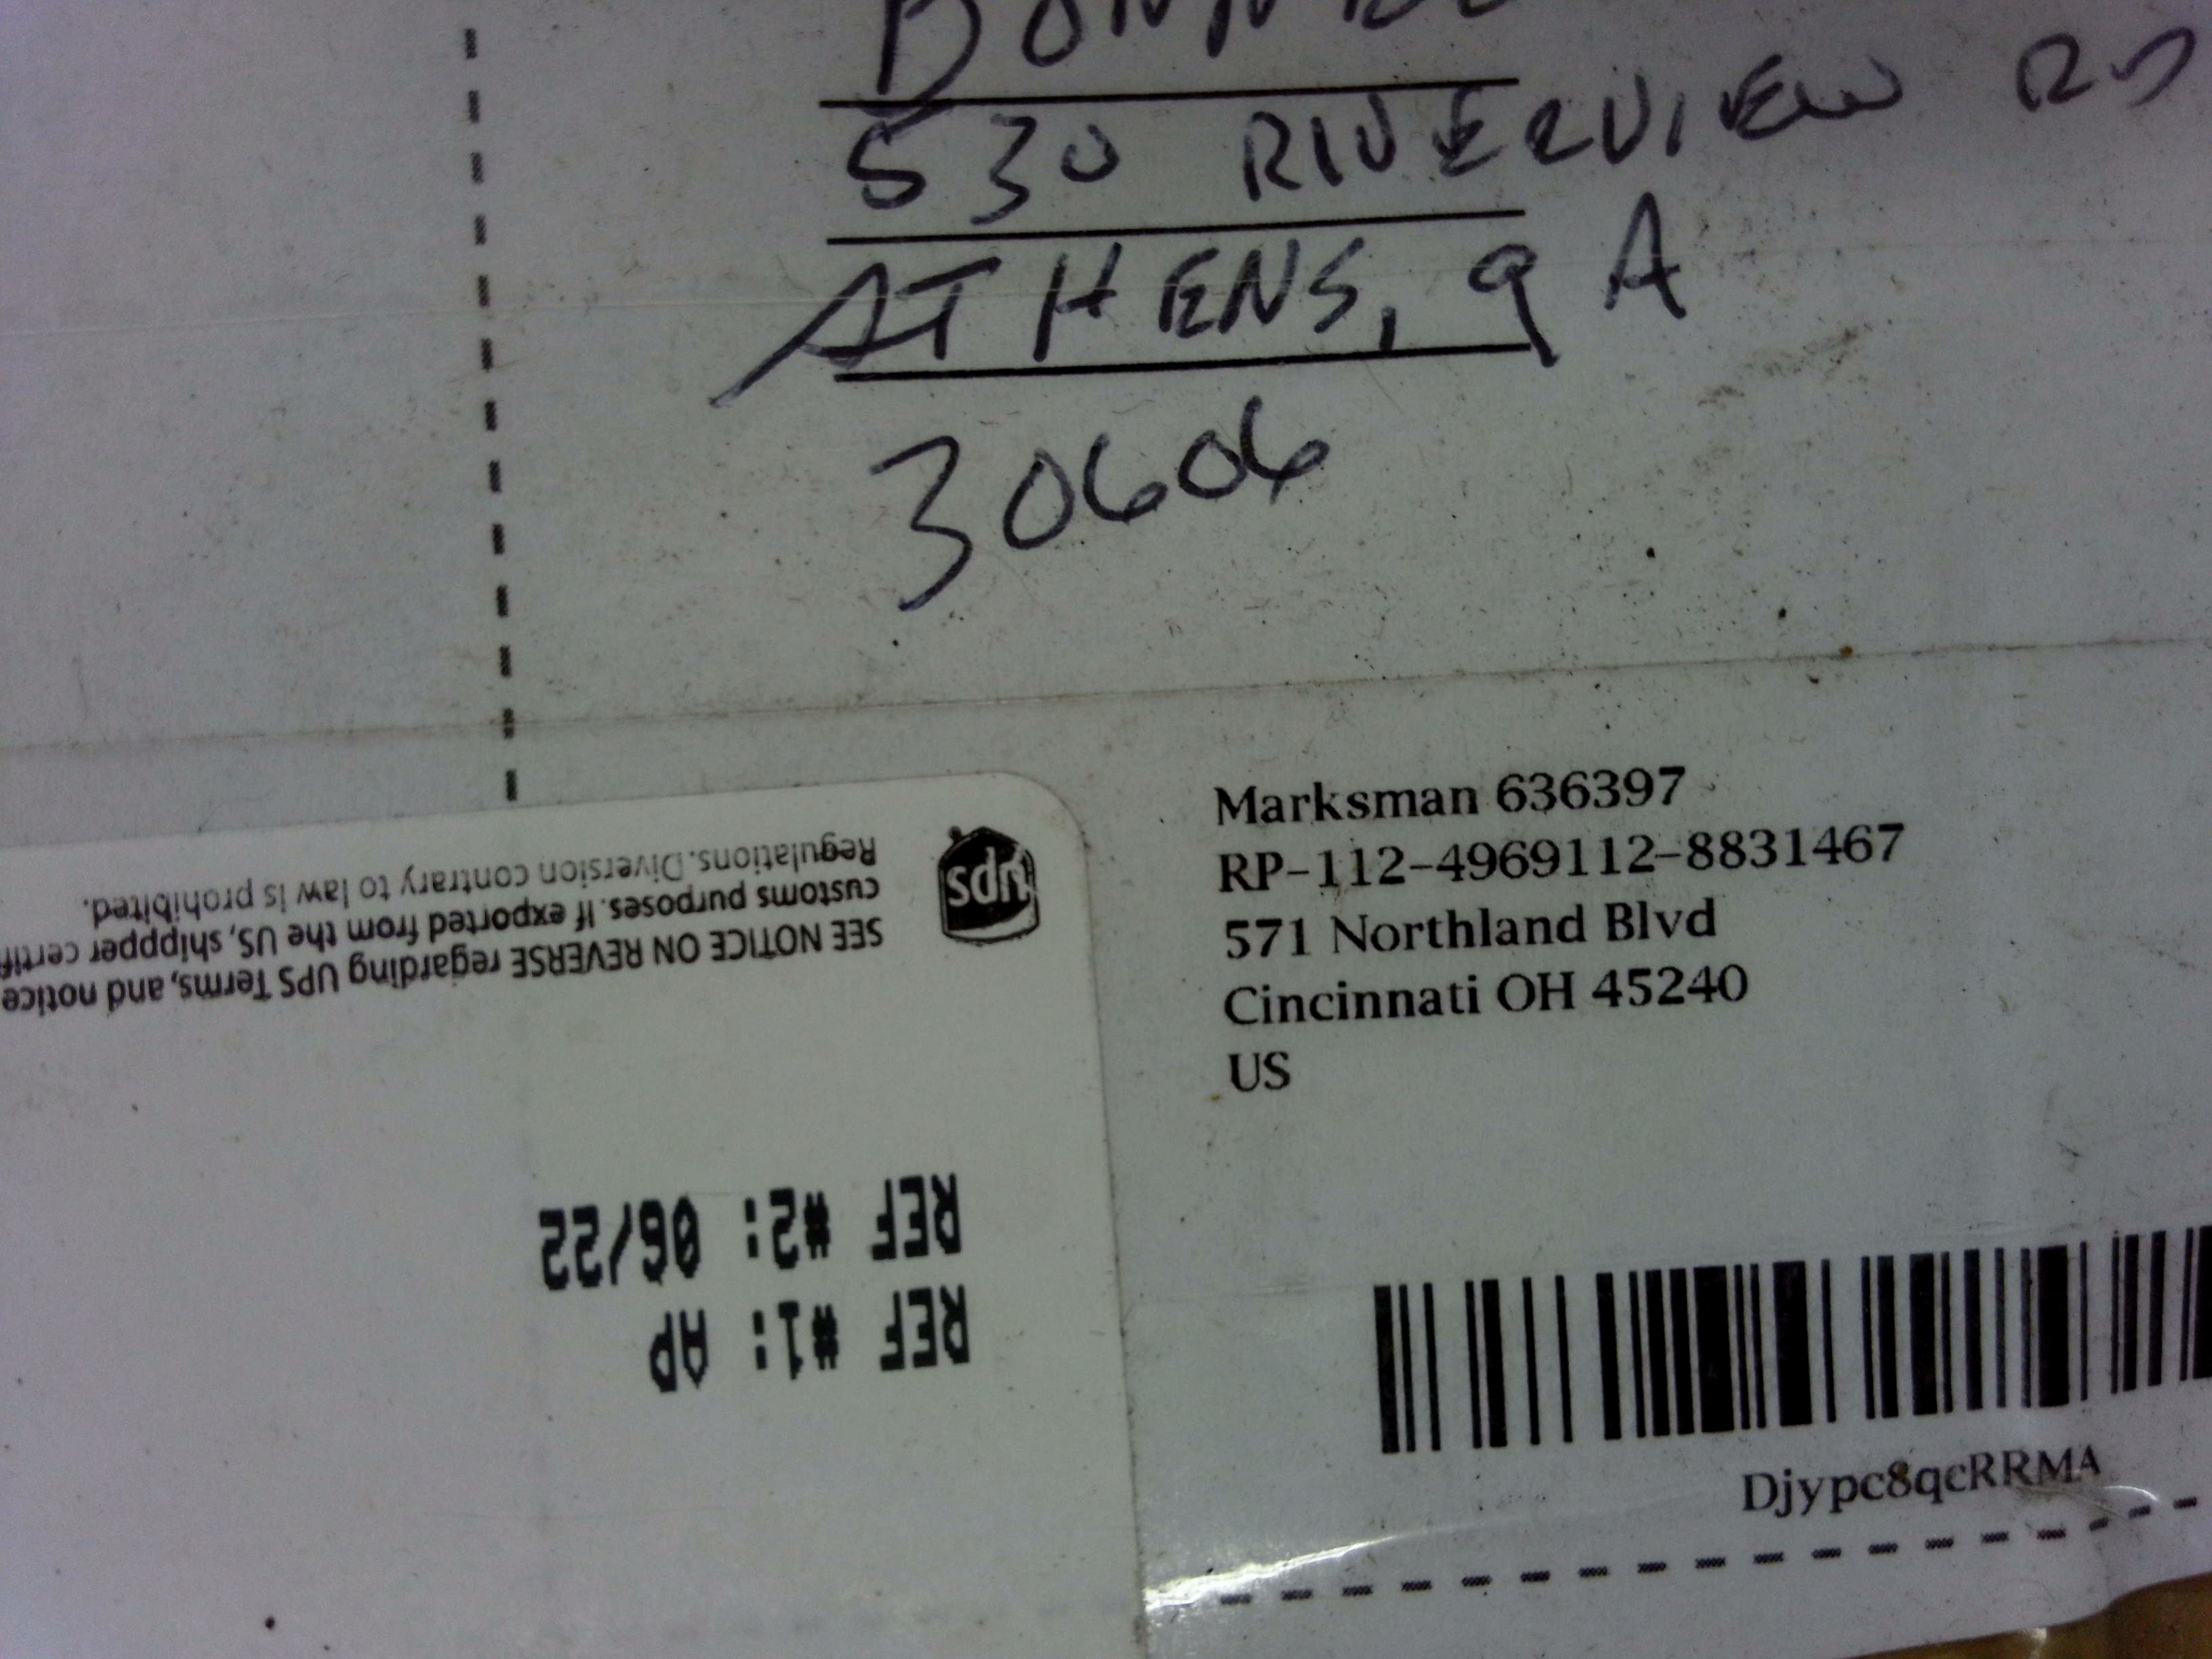 530 RIVERVIEW RD
ATHENS, GA
30606
Marksman 636397
RP-112-4969112-8831467
571 Northland Blvd
Cincinnati OH 45240
US
Djypc8qcRRMA
REF #1: AP
REF #2: 06/22
UPS Terms, and notice
SEE NOTICE ON REVERSE regarding
customs purposes. If exported from the US, shippper
Regulations. Diversion contrary to law is prohibited.
ups